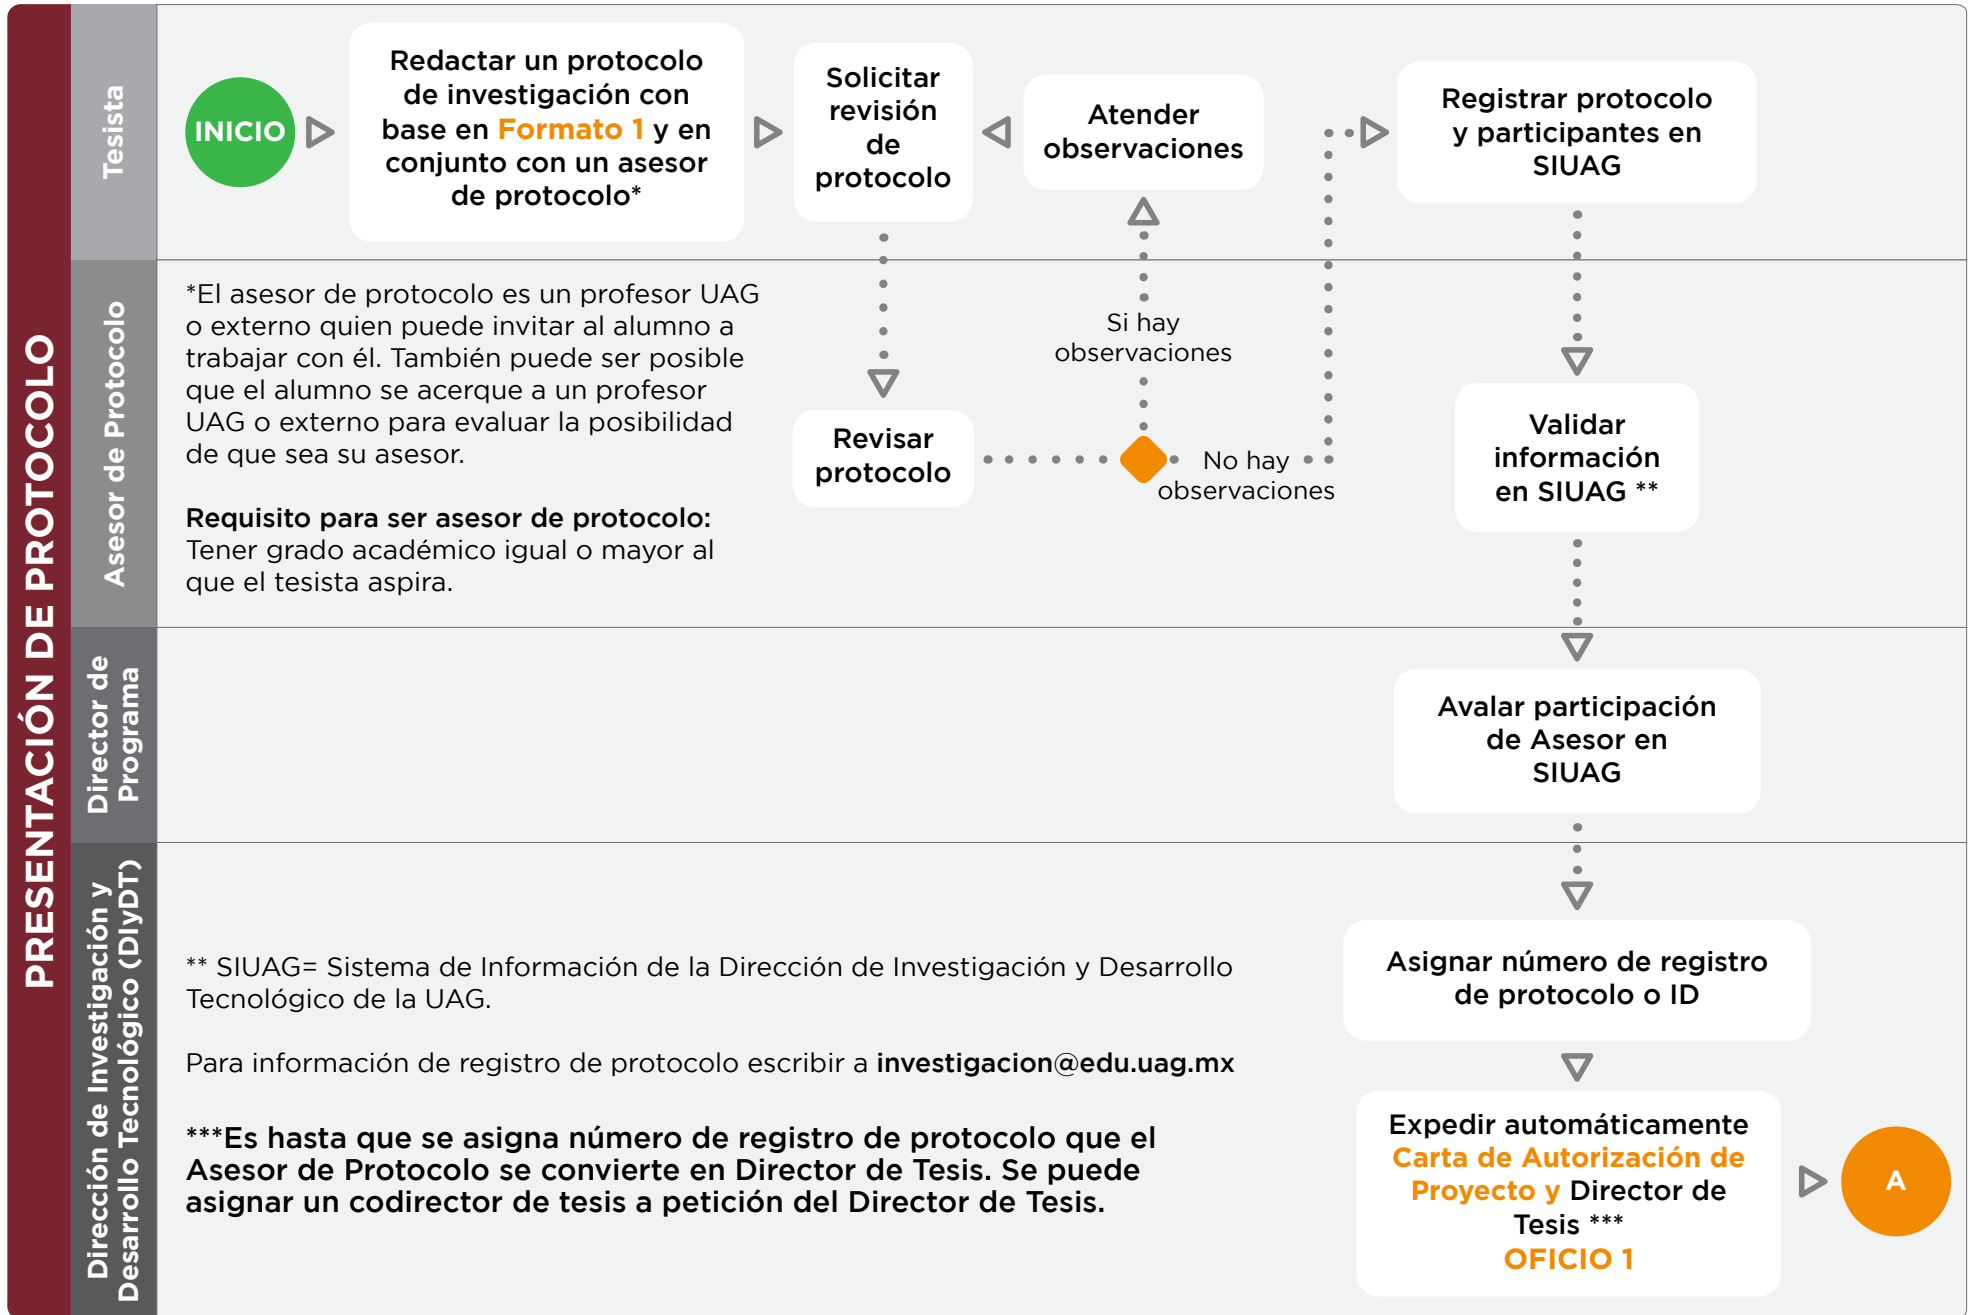 PRESENTACIÓN DE PROTOCOLO
Tesista
INICIO
Redactar un protocolo
de investigación con
base en Formato 1 y en
conjunto con un asesor
de protocolo*
Solicitar
revisión
de
protocolo
Atender
observaciones
Registrar protocolo
y participantes en
SIUAG
Asesor de Protocolo
*El asesor de protocolo es un profesor UAG
o externo quien puede invitar al alumno a
trabajar con él. También puede ser posible
que el alumno se acerque a un profesor
UAG o externo para evaluar la posibilidad
de que sea su asesor.
Requisito para ser asesor de protocolo:
Tener grado académico igual o mayor al
que el tesista aspira.
Revisar
protocolo
Si hay
observaciones
No hay
observaciones
Validar
información
en SIUAG **
Director de
Programa
Avalar participación
de Asesor en
SIUAG
Dirección de Investigación y
Desarrollo Tecnológico (DIyDT)
** SIUAG= Sistema de Información de la Dirección de Investigación y Desarrollo
Tecnológico de la UAG.
Para información de registro de protocolo escribir a investigacion@edu.uag.mx
***Es hasta que se asigna número de registro de protocolo que el
Asesor de Protocolo se convierte en Director de Tesis. Se puede
asignar un codirector de tesis a petición del Director de Tesis.
Asignar número de registro
de protocolo o ID
Expedir automáticamente
Carta de Autorización de
Proyecto y Director de
Tesis ***
OFICIO 1
A